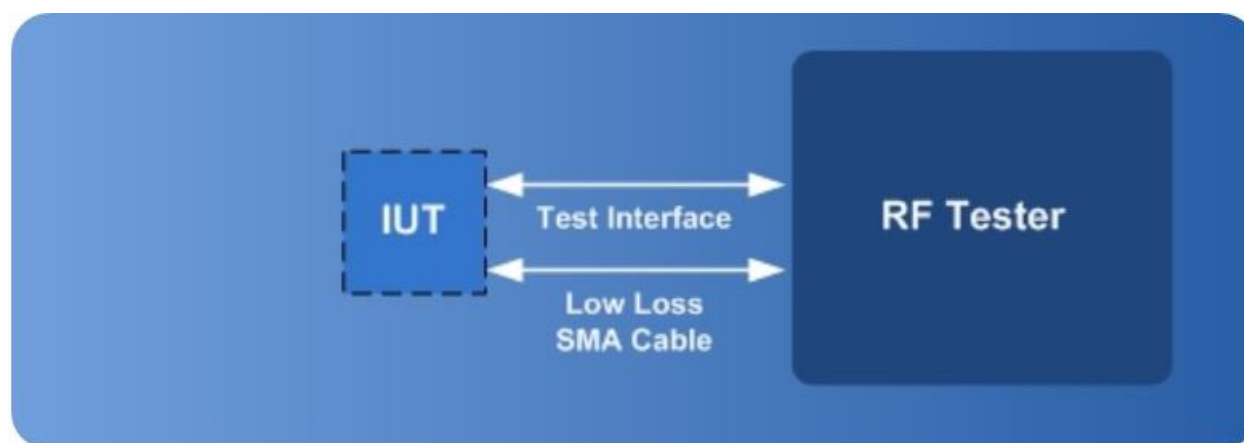 IUT
Test Interface
Low Loss
SMA Cable
RF Tester